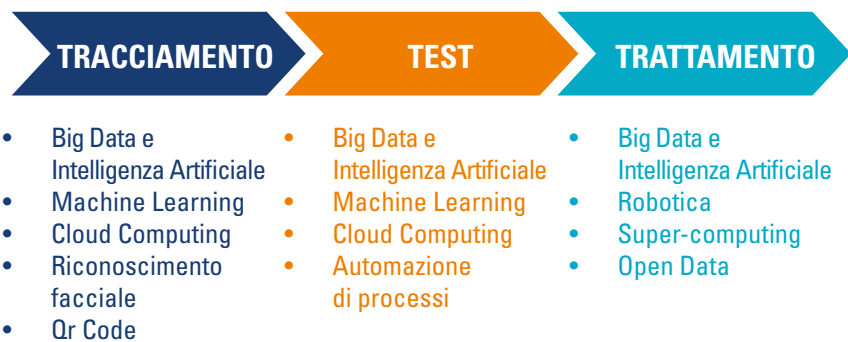 TRACCIAMENTO
TEST
TRATTAMENTO
• Big Data e
Intelligenza Artificiale
• Machine Learning
• Cloud Computing
• Riconoscimento
facciale
• Qr Code
• Big Data e
Intelligenza Artificiale
• Machine Learning
• Cloud Computing
• Automazione
di processi
• Big Data e
Intelligenza Artificiale
• Robotica
• Super-computing
• Open Data